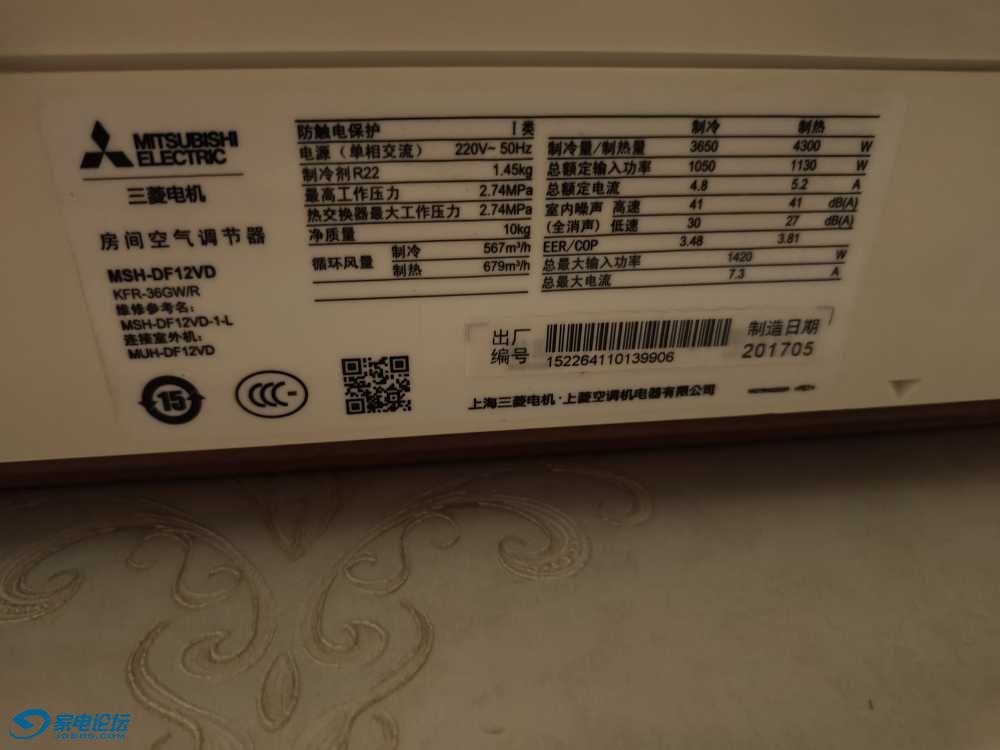 MITSUBISHI
ELECTRIC
三菱电机
房间空气调节器
MSH-DF12VD
KFR-36GW/R
维修参考名:
MSH-DF12VD-1-L
连接室外机:
MUH-DF12VD
15
CCC
防触电保护 I类
电源（单相交流） 220V~ 50Hz
制冷剂R22 1.45kg
最高工作压力 2.74MPa
热交换器最大工作压力 2.74MPa
净质量 10kg
循环风量 制冷 567m³/h
制热 679m³/h
制冷 制热
制冷量/制热量 3650 4300 W
总额定输入功率 1050 1130 W
总额定电流 4.8 5.2 A
室内噪声 高速 41 41 dB(A)
(全消声) 低速 30 27 dB(A)
EER/COP 3.48 3.81
总最大输入功率 1420 W
总最大电流 7.3 A
出厂
编号
152264110139906
制造日期
201705
上海三菱电机·上菱空调机电器有限公司
家电论坛
JDBBS.COM